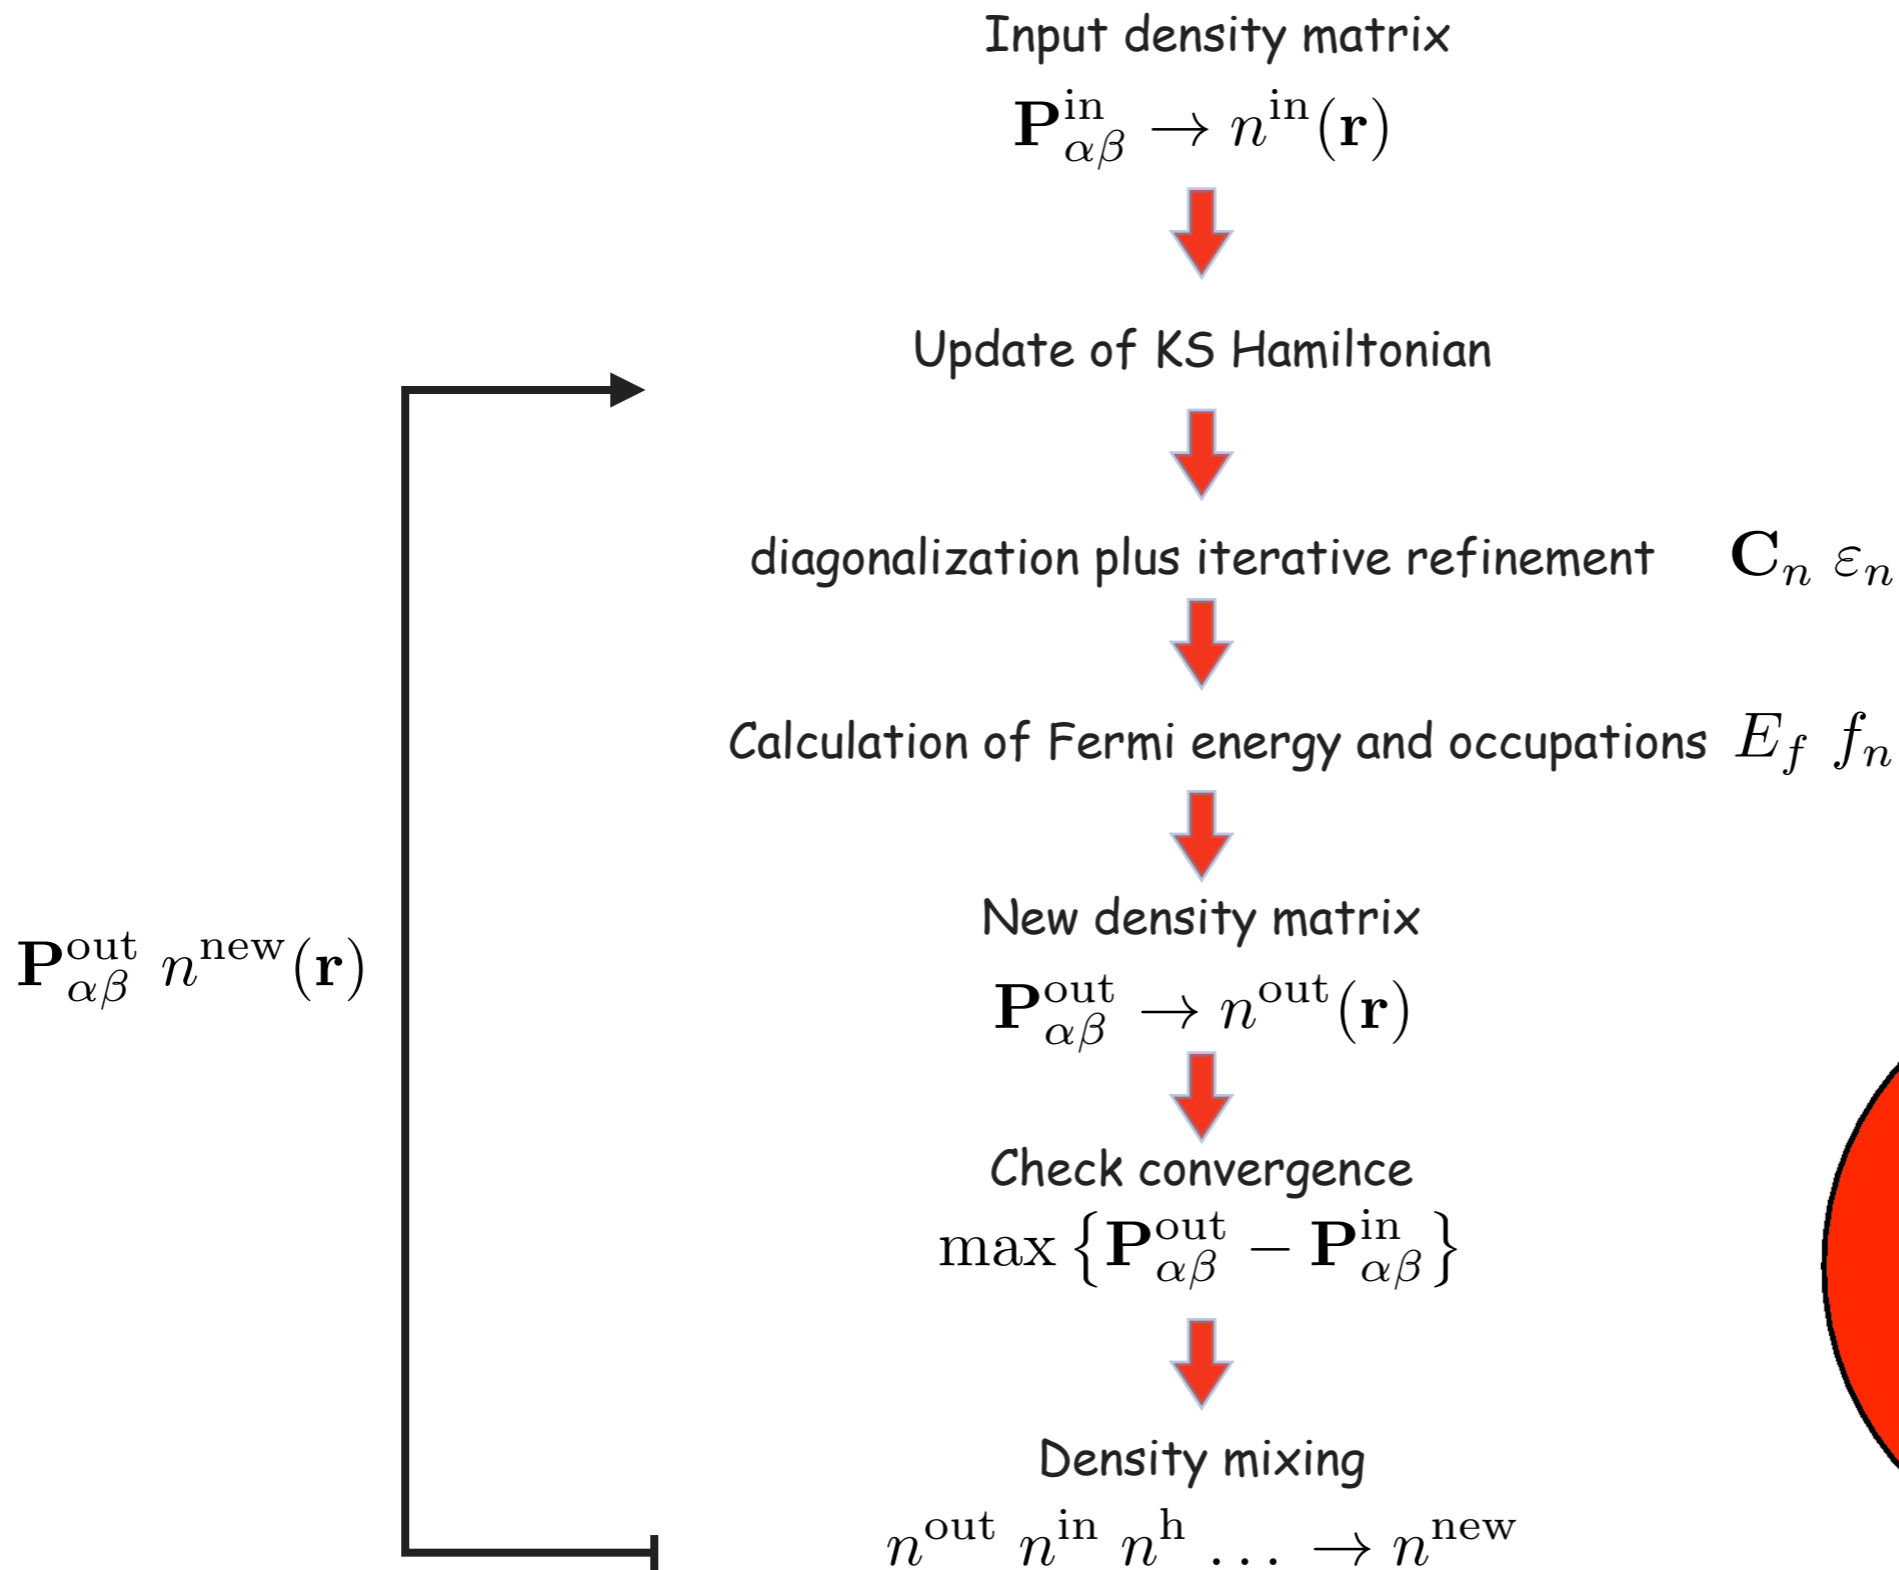 Input density matrix
𝐏ⁱⁿ_αβ → nⁱⁿ(𝐫)
Update of KS Hamiltonian
diagonalization plus iterative refinement 𝐂_n ε_n
Calculation of Fermi energy and occupations E_f f_n
New density matrix
𝐏^out_αβ n^new(𝐫)
𝐏^out_αβ → n^out(𝐫)
Check convergence
max {𝐏^out_αβ − 𝐏^in_αβ}
Density mixing
n^out n^in n^h … → n^new